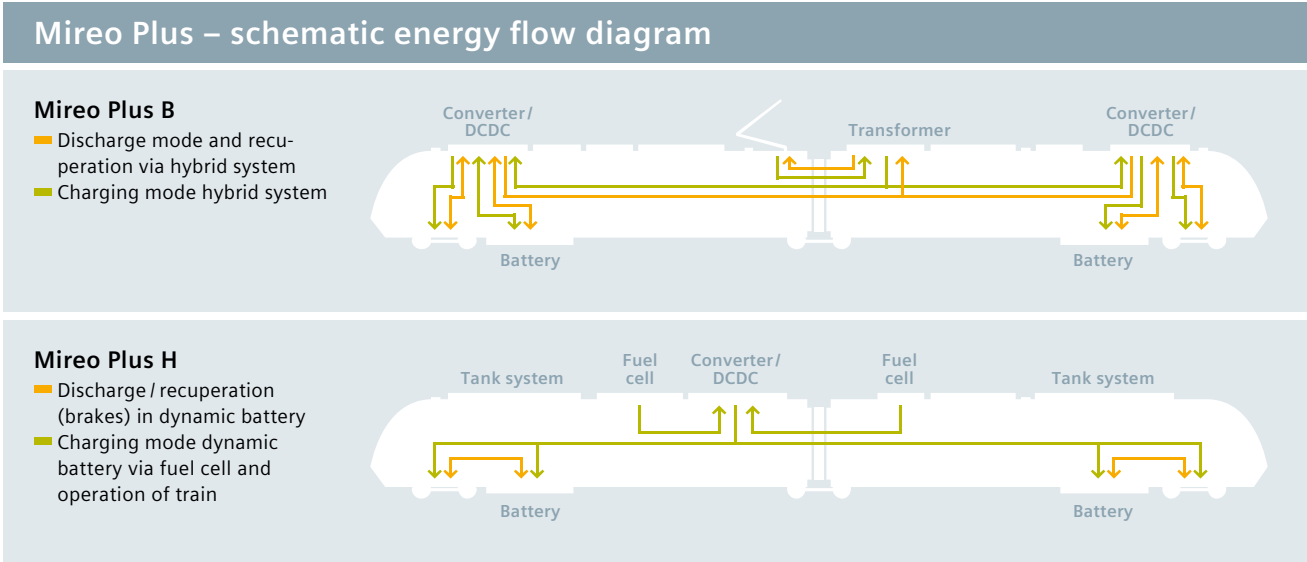 Mireo Plus – schematic energy flow diagram
Mireo Plus B
Discharge mode and recu-
peration via hybrid system
Charging mode hybrid system
Converter/
DCDC
Transformer
Converter/
DCDC
Battery
Battery
Mireo Plus H
Discharge/recuperation
(brakes) in dynamic battery
Charging mode dynamic
battery via fuel cell and
operation of train
Tank system
Fuel
cell
Converter/
DCDC
Fuel
cell
Tank system
Battery
Battery